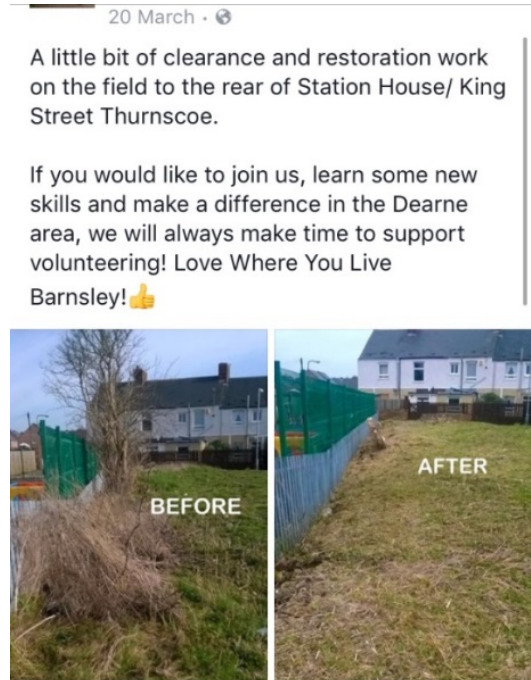 20 March ·
A little bit of clearance and restoration work
on the field to the rear of Station House/ King
Street Thurnscoe.
If you would like to join us, learn some new
skills and make a difference in the Dearne
area, we will always make time to support
volunteering! Love Where You Live
Barnsley!👍
BEFORE
AFTER